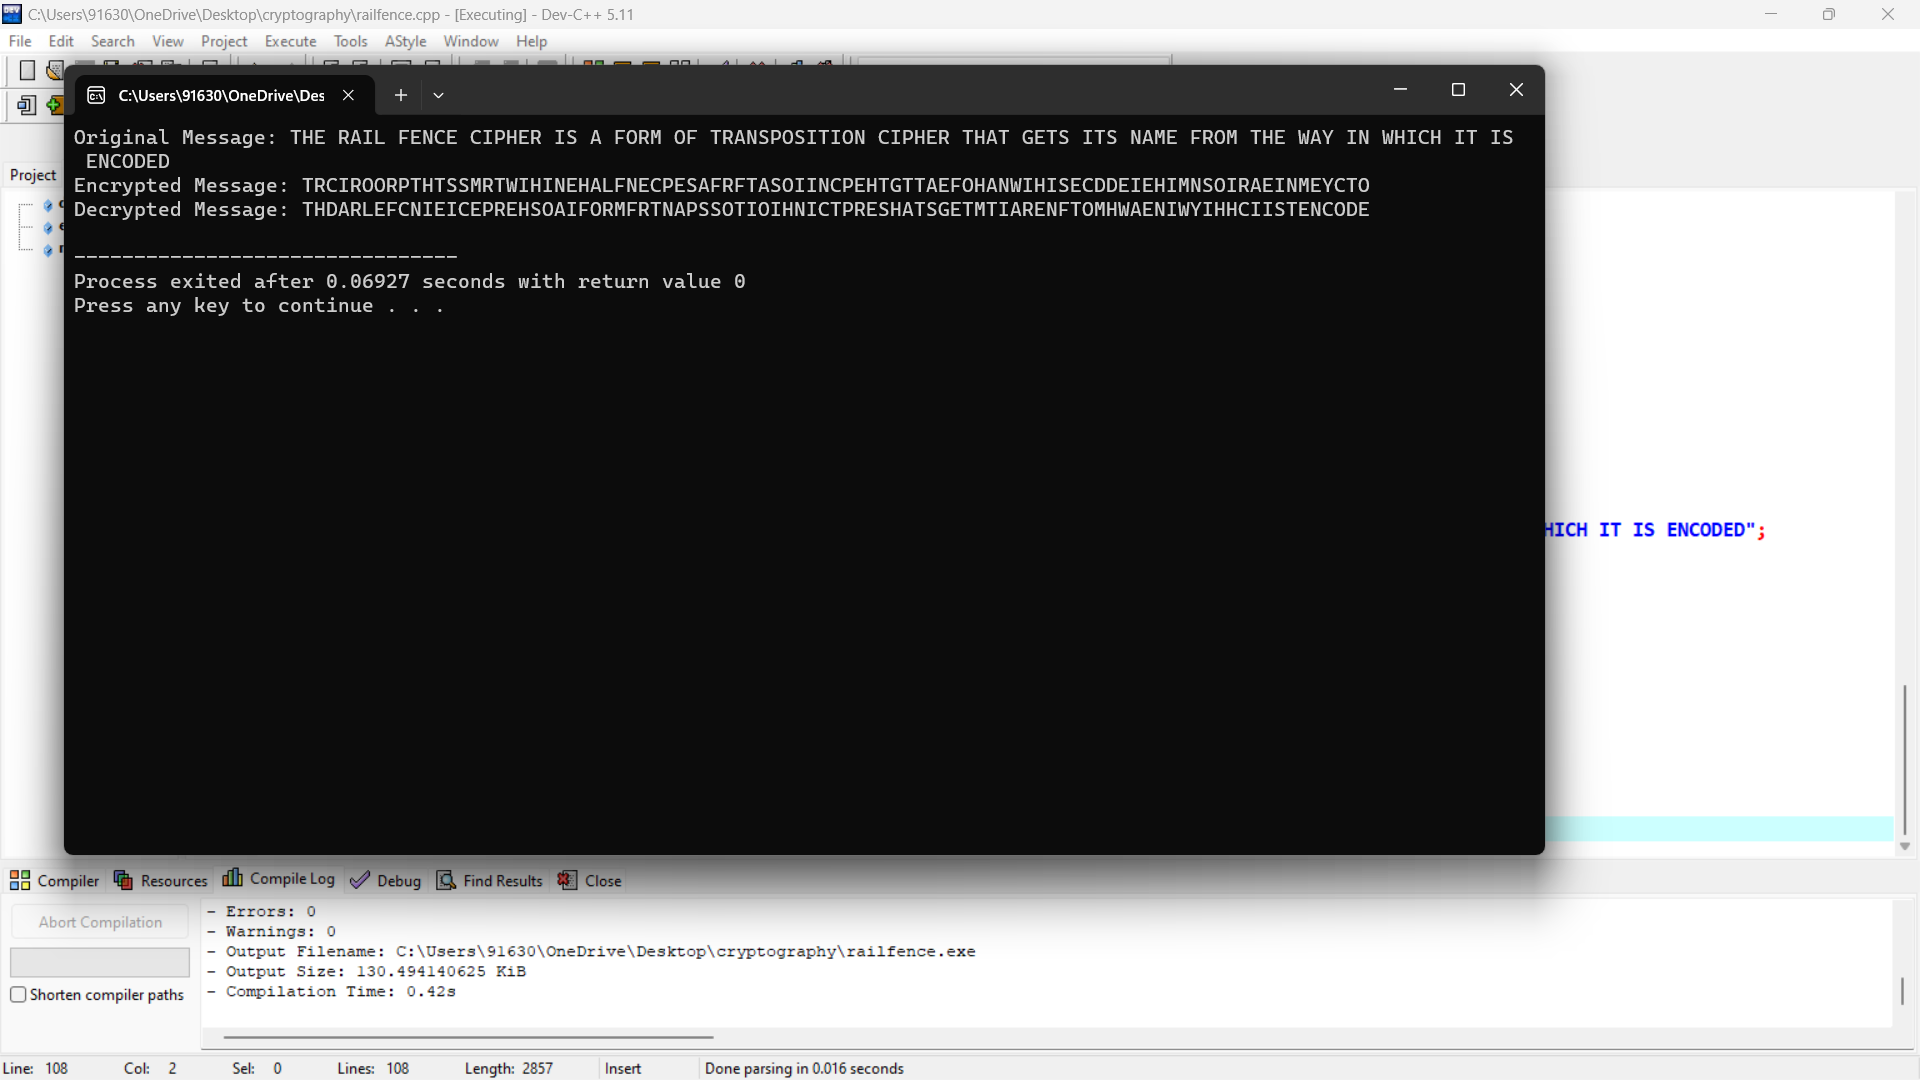 C:\Users\91630\OneDrive\Desktop\cryptography\railfence.cpp - [Executing] - Dev-C++ 5.11
File Edit Search View Project Execute Tools AStyle Window Help
C:\Users\91630\OneDrive\Des
Original Message: THE RAIL FENCE CIPHER IS A FORM OF TRANSPOSITION CIPHER THAT GETS ITS NAME FROM THE WAY IN WHICH IT IS
ENCODED
Project
Encrypted Message: TRCIROORPTHTSSMRTWIHINEHALFNECPESAFRFTASOIINCPEHTGTTAEFOHANWIHISECDDEIEHIMNSOIRAEINMEYCTO
Decrypted Message: THDARLEFCNIEICEPREHSOAIFORMFRTNAPSSOTIOIHNICTPRESHATSGETMTIARENFTOMHWAENIWYIHHCIISTENCODE
--------------------------------
Process exited after 0.06927 seconds with return value 0
Press any key to continue . . .
HICH IT IS ENCODED";
Compiler Resources Compile Log Debug Find Results Close
Abort Compilation
Shorten compiler paths
- Errors: 0
- Warnings: 0
- Output Filename: C:\Users\91630\OneDrive\Desktop\cryptography\railfence.exe
- Output Size: 130.494140625 KiB
- Compilation Time: 0.42s
Line: 108 Col: 2 Sel: 0 Lines: 108 Length: 2857 Insert Done parsing in 0.016 seconds